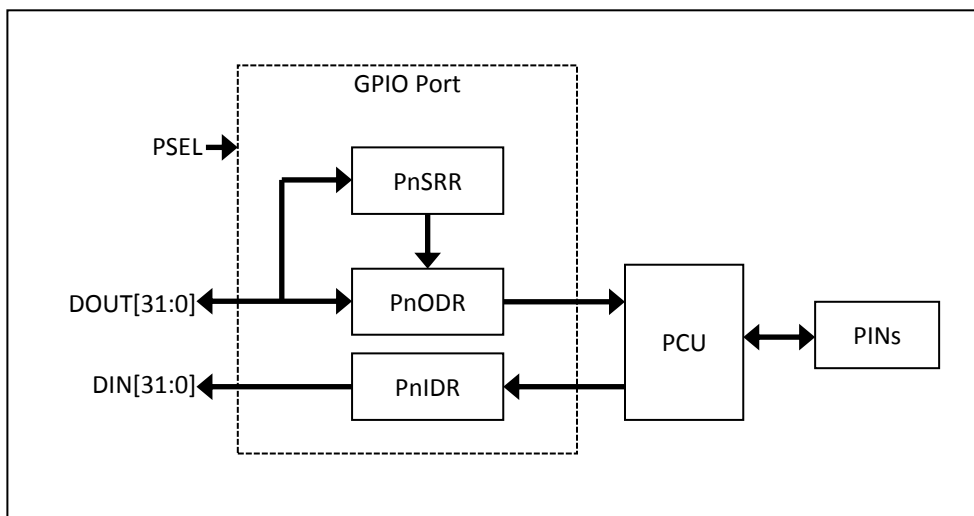 GPIO Port
PSEL
PnSRR
DOUT[31:0]
PnODR
PCU
PINs
DIN[31:0]
PnIDR